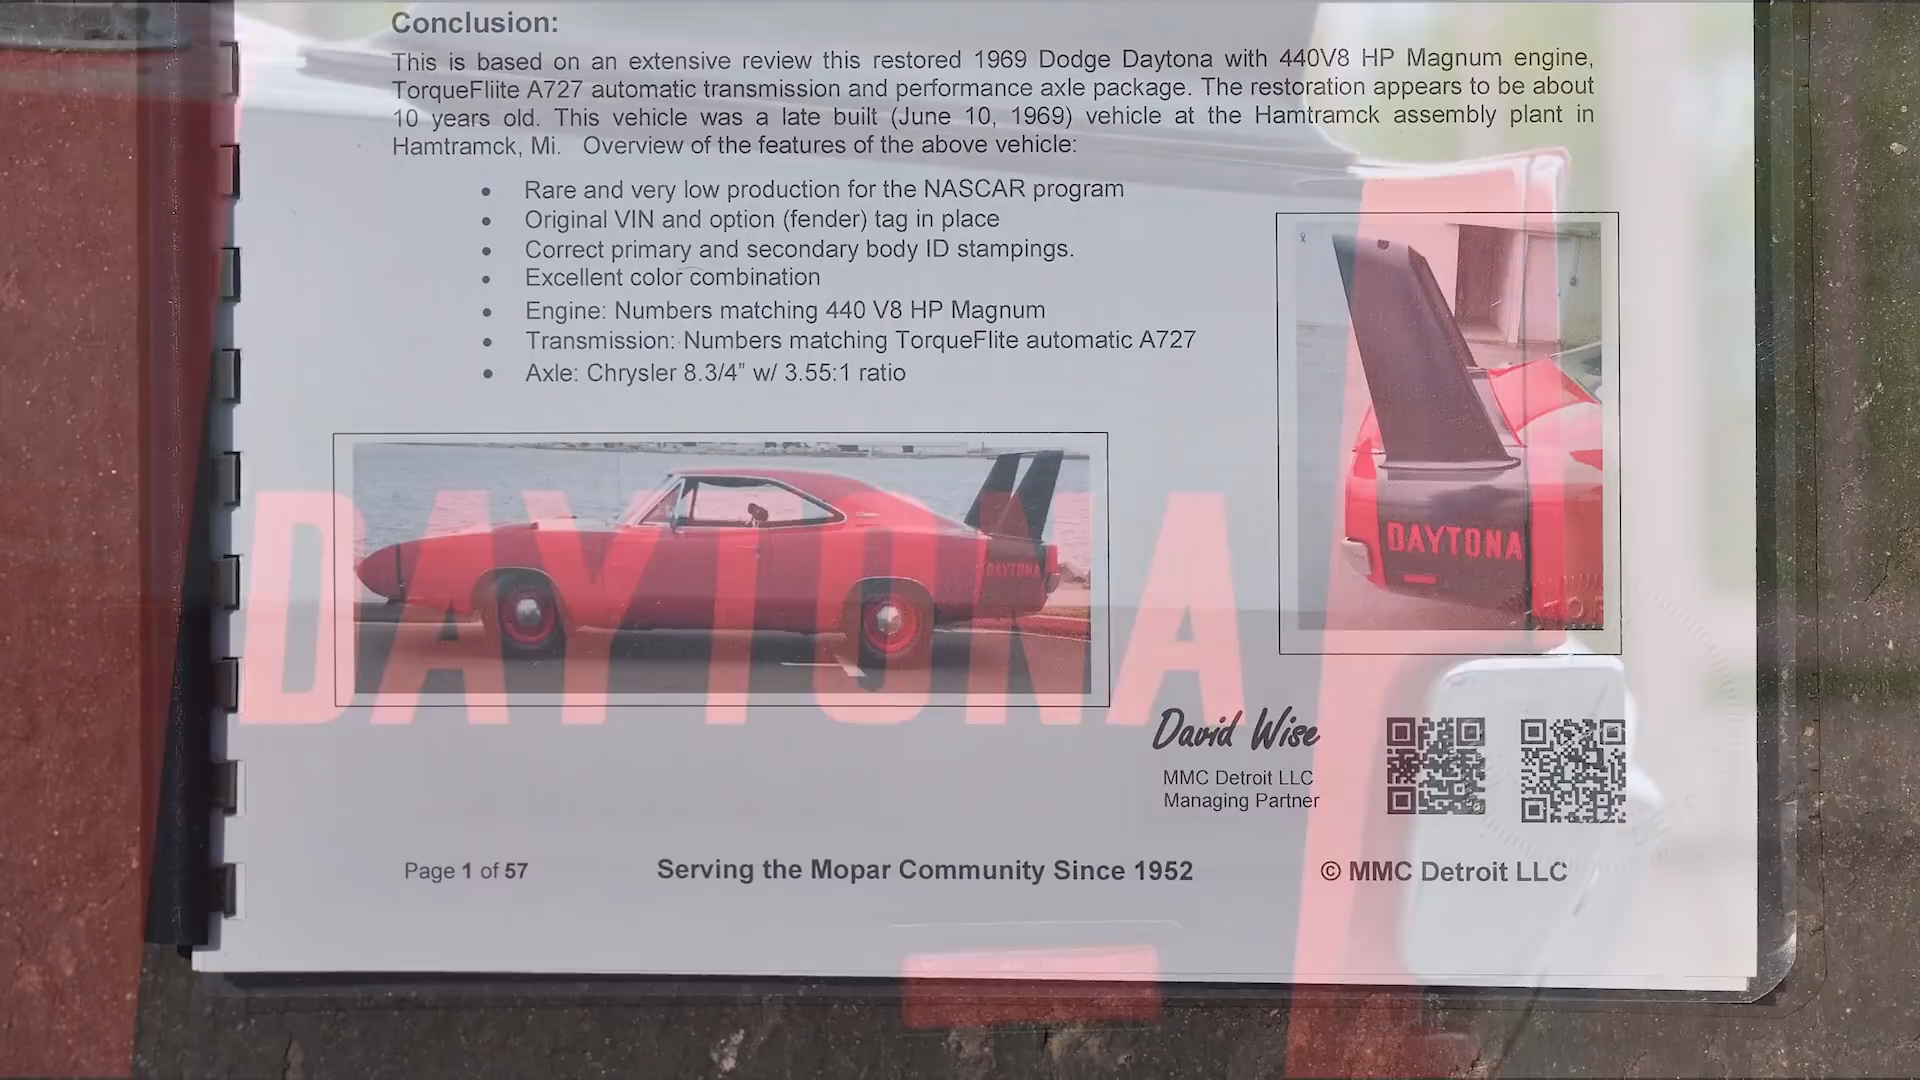 Conclusion:
This is based on an extensive review this restored 1969 Dodge Daytona with 440V8 HP Magnum engine,
TorqueFliite A727 automatic transmission and performance axle package. The restoration appears to be about
10 years old. This vehicle was a late built (June 10, 1969) vehicle at the Hamtramck assembly plant in
Hamtramck, Mi. Overview of the features of the above vehicle:
• Rare and very low production for the NASCAR program
• Original VIN and option (fender) tag in place
• Correct primary and secondary body ID stampings.
• Excellent color combination
• Engine: Numbers matching 440 V8 HP Magnum
• Transmission: Numbers matching TorqueFlite automatic A727
• Axle: Chrysler 8.3/4” w/ 3.55:1 ratio
DAYTONA
DAYTONA
DAYTONA
David Wise
MMC Detroit LLC
Managing Partner
Page 1 of 57
Serving the Mopar Community Since 1952
© MMC Detroit LLC